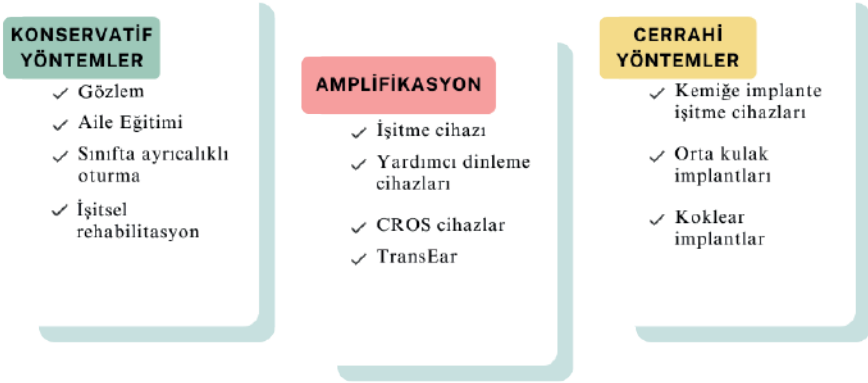 KONSERVATİF
YÖNTEMLER
Gözlem
Aile Eğitimi
Sınıfta ayrıcalıklı
oturma
İşitsel
rehabilitasyon
AMPLİFİKASYON
İşitme cihazı
Yardımcı dinleme
cihazları
CROS cihazlar
TransEar
CERRAHİ
YÖNTEMLER
Kemiğe implante
işitme cihazları
Orta kulak
implantları
Koklear
implantlar